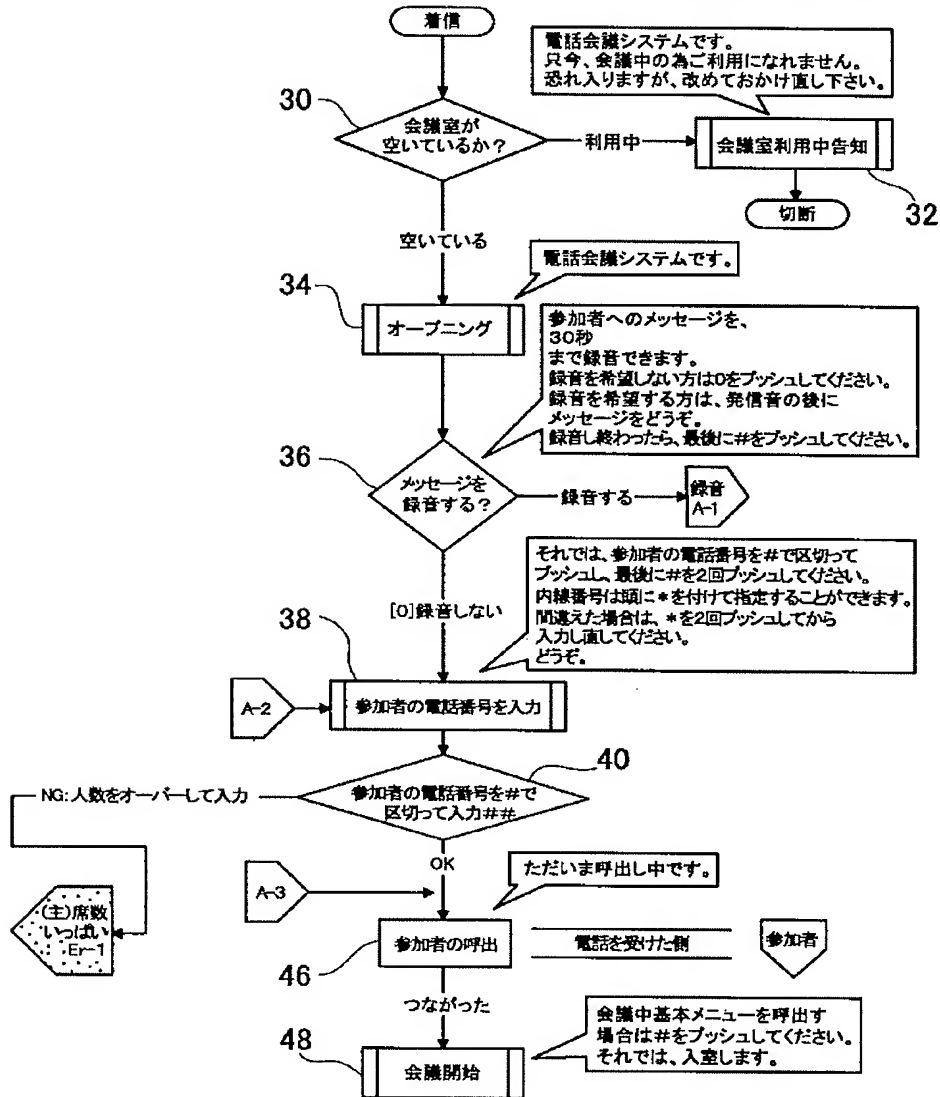 着信
電話会議システムです。
只今、会議中の為ご利用になれません。
恐れ入りますが、改めておかけ直し下さい。
30
会議室が
空いているか？
利用中
会議室利用中告知
32
切断
空いている
電話会議システムです。
34
オープニング
参加者へのメッセージを、
30秒
まで録音できます。
録音を希望しない方は0をプッシュしてください。
録音を希望する方は、発信音の後に
メッセージをどうぞ。
録音し終わったら、最後に#をプッシュしてください。
36
メッセージを
録音する？
録音する
録音
A-1
それでは、参加者の電話番号を#で区切って
プッシュし、最後に#を2回プッシュしてください。
内線番号は頭に*を付けて指定することができます。
間違えた場合は、*を2回プッシュしてから
入力し直してください。
どうぞ。
[0]録音しない
38
A-2
参加者の電話番号を入力
40
NG:人数をオーバーして入力
参加者の電話番号を#で
区切って入力##
OK
A-3
ただいま呼出し中です。
(主)席数
いっぱい
Er-1
46
参加者の呼出
電話を受けた側
参加者
つながった
会議中基本メニューを呼出す
場合は#をプッシュしてください。
それでは、入室します。
48
会議開始